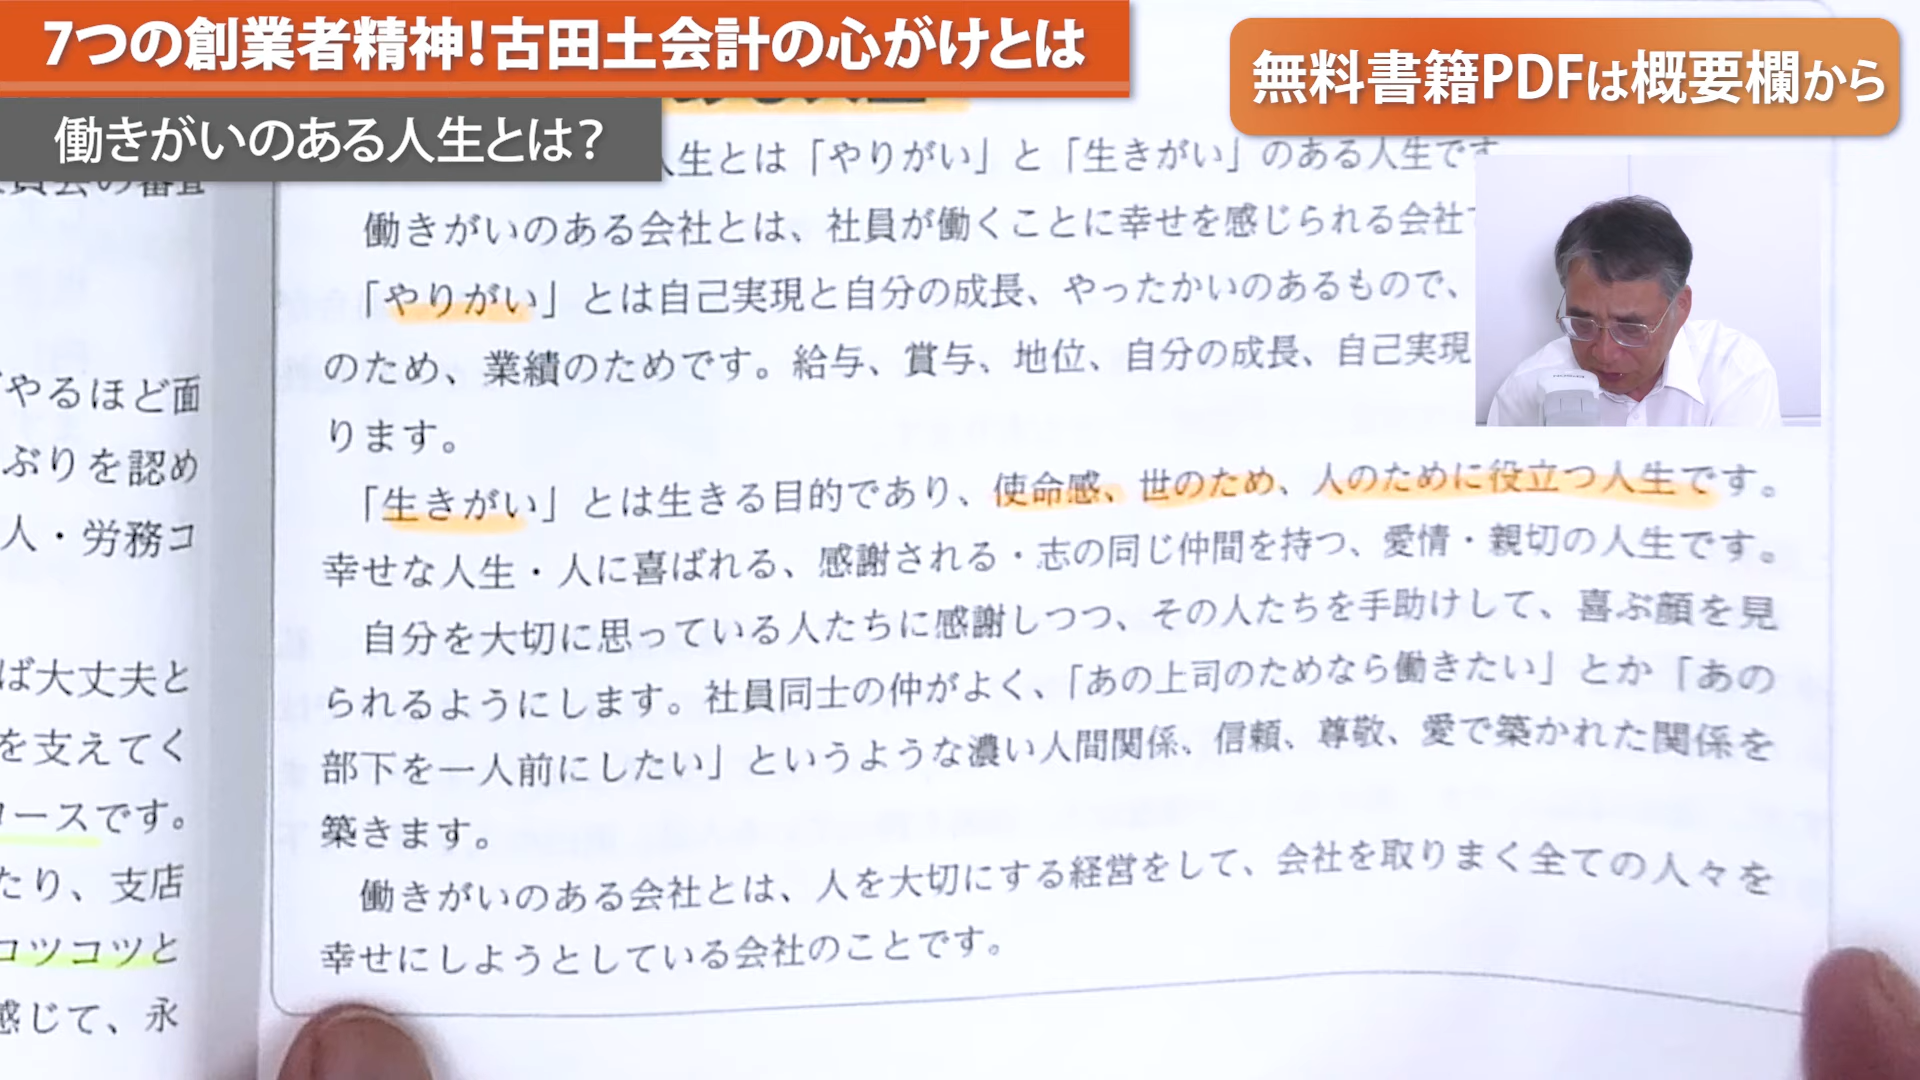 7つの創業者精神!古田土会計の心がけとは
無料書籍PDFは概要欄から
働きがいのある人生とは？
人生とは「やりがい」と「生きがい」のある人生です
働きがいのある会社とは、社員が働くことに幸せを感じられる会社
「やりがい」とは自己実現と自分の成長、やったかいのあるもので、
のため、業績のためです。給与、賞与、地位、自分の成長、自己実現
ります。
「生きがい」とは生きる目的であり、使命感、世のため、人のために役立つ人生です。
幸せな人生・人に喜ばれる、感謝される・志の同じ仲間を持つ、愛情・親切の人生です。
自分を大切に思っている人たちに感謝しつつ、その人たちを手助けして、喜ぶ顔を見
られるようにします。社員同士の仲がよく、「あの上司のためなら働きたい」とか「あの
部下を一人前にしたい」というような濃い人間関係、信頼、尊敬、愛で築かれた関係を
築きます。
働きがいのある会社とは、人を大切にする経営をして、会社を取りまく全ての人々を
幸せにしようとしている会社のことです。
やるほど面
ぶりを認め
人・労務コ
ば大丈夫と
を支えてく
コースです。
たり、支店
コツコツと
感じて、永